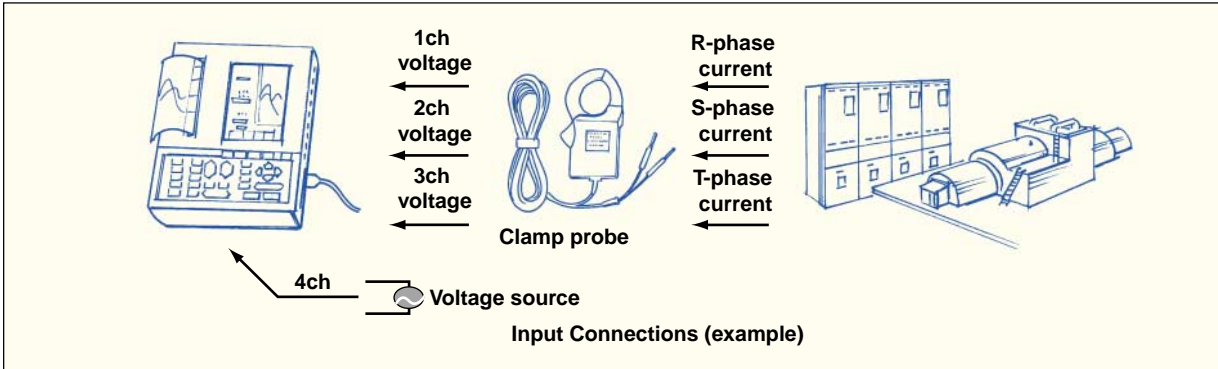 1ch
voltage
2ch
voltage
3ch
voltage
R-phase
current
S-phase
current
T-phase
current
Clamp probe
4ch
Voltage source
Input Connections (example)